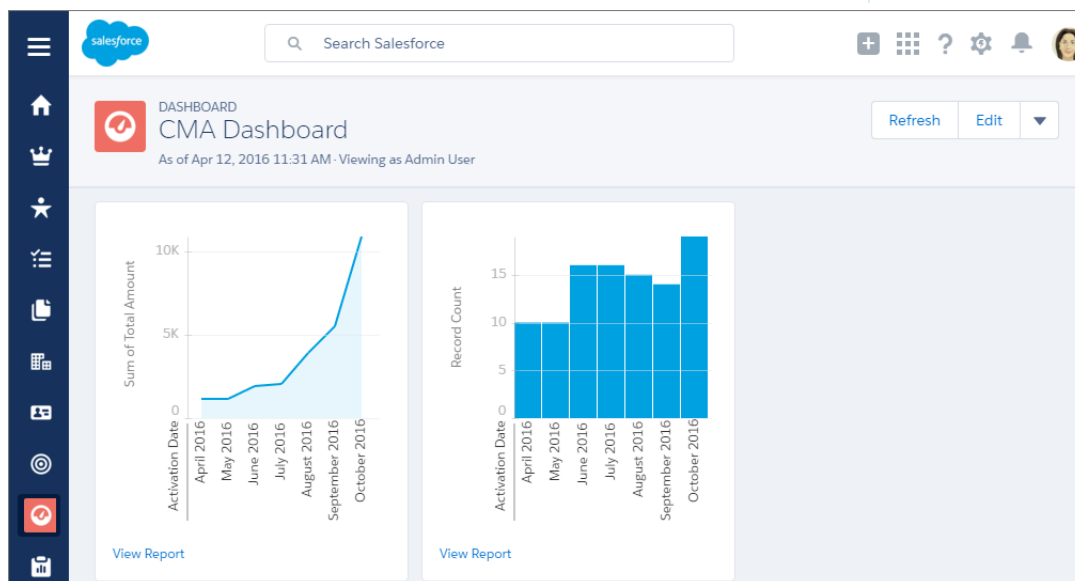 salesforce
Search Salesforce
DASHBOARD
CMA Dashboard
As of Apr 12, 2016 11:31 AM·Viewing as Admin User
Refresh
Edit
Sum of Total Amount
10K
5K
0
Activation Date
April 2016
May 2016
June 2016
July 2016
August 2016
September 2016
October 2016
View Report
Record Count
15
10
5
0
Activation Date
April 2016
May 2016
June 2016
July 2016
August 2016
September 2016
October 2016
View Report